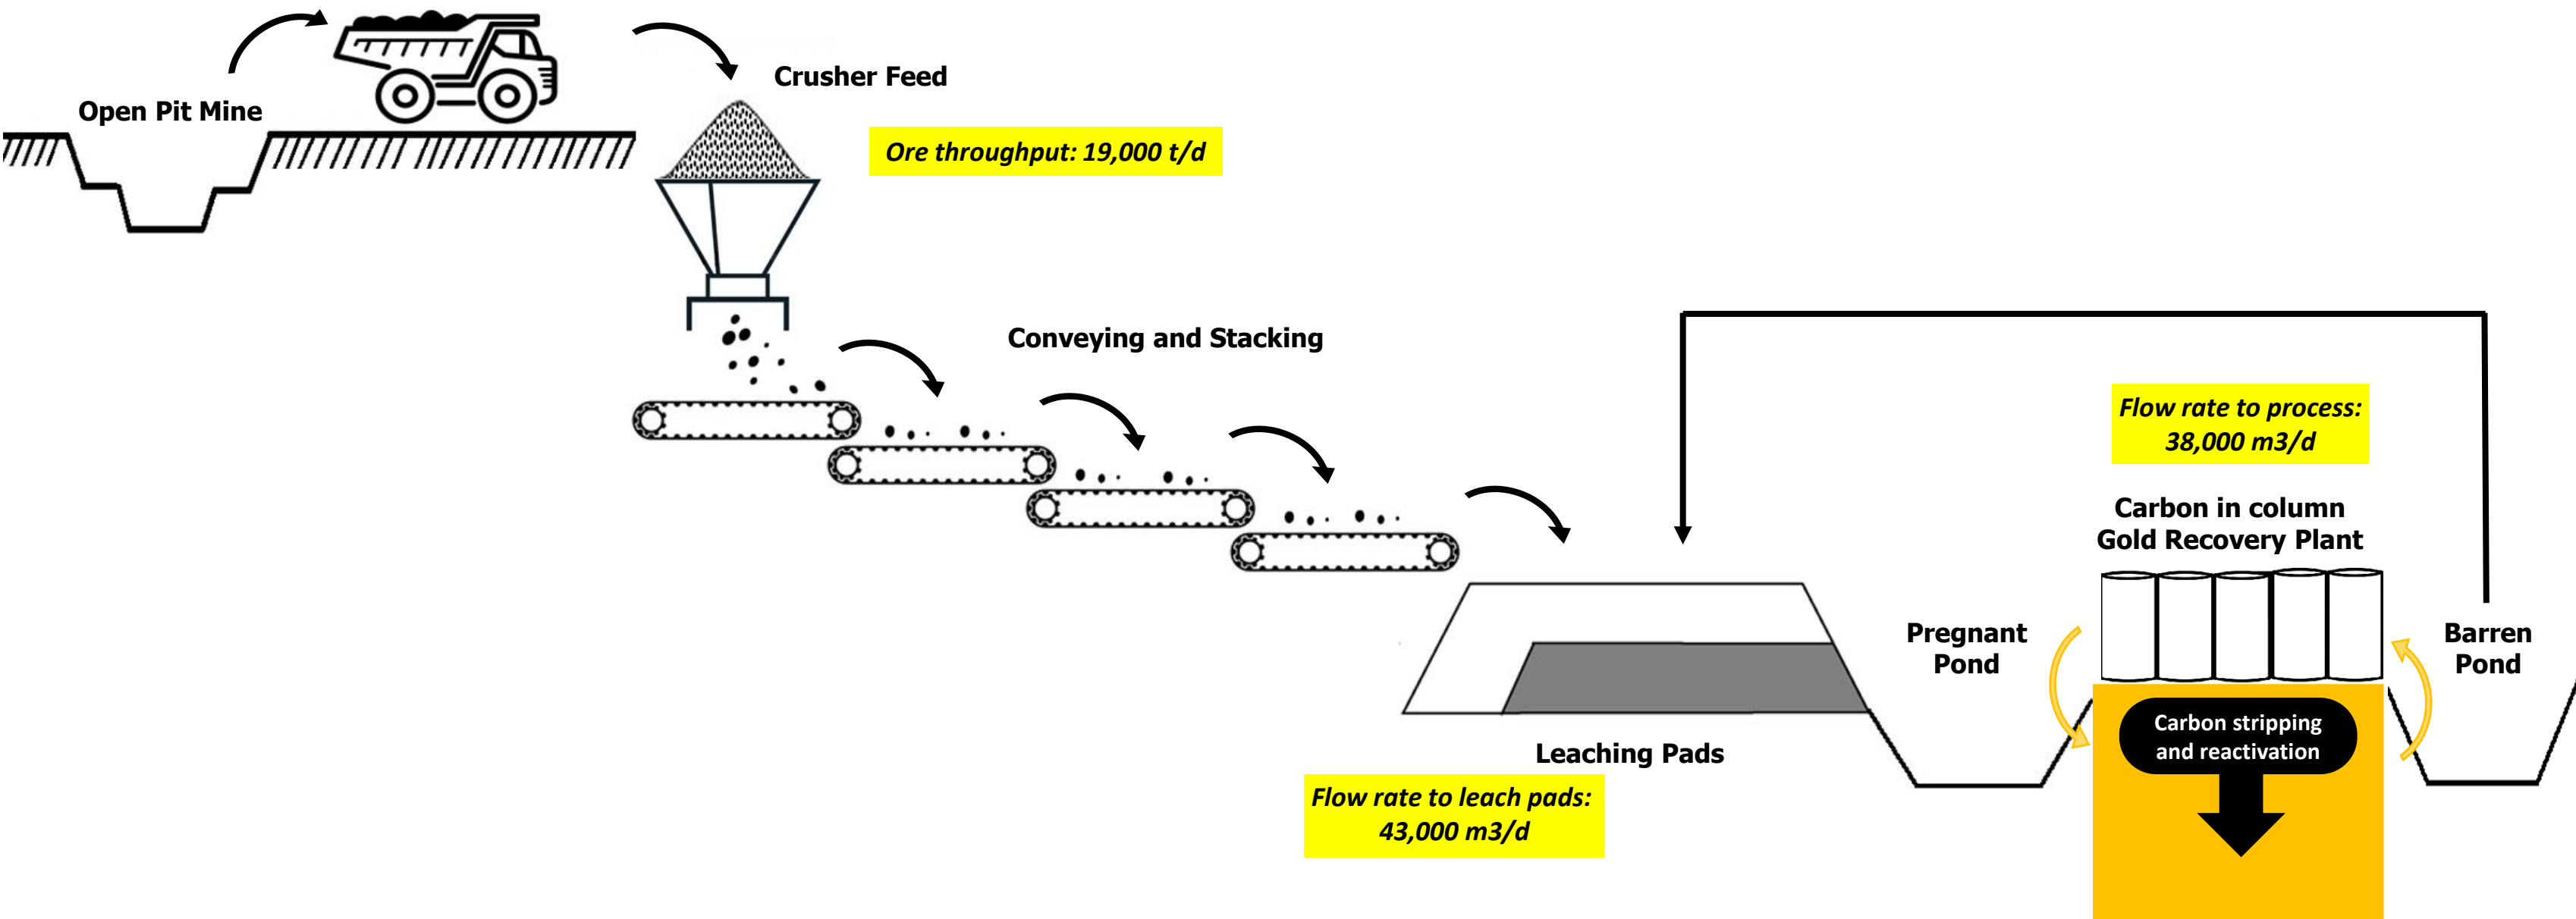 Open Pit Mine
Crusher Feed
Ore throughput: 19,000 t/d
Conveying and Stacking
Leaching Pads
Flow rate to leach pads:
43,000 m3/d
Pregnant
Pond
Flow rate to process:
38,000 m3/d
Carbon in column
Gold Recovery Plant
Carbon stripping
and reactivation
Barren
Pond